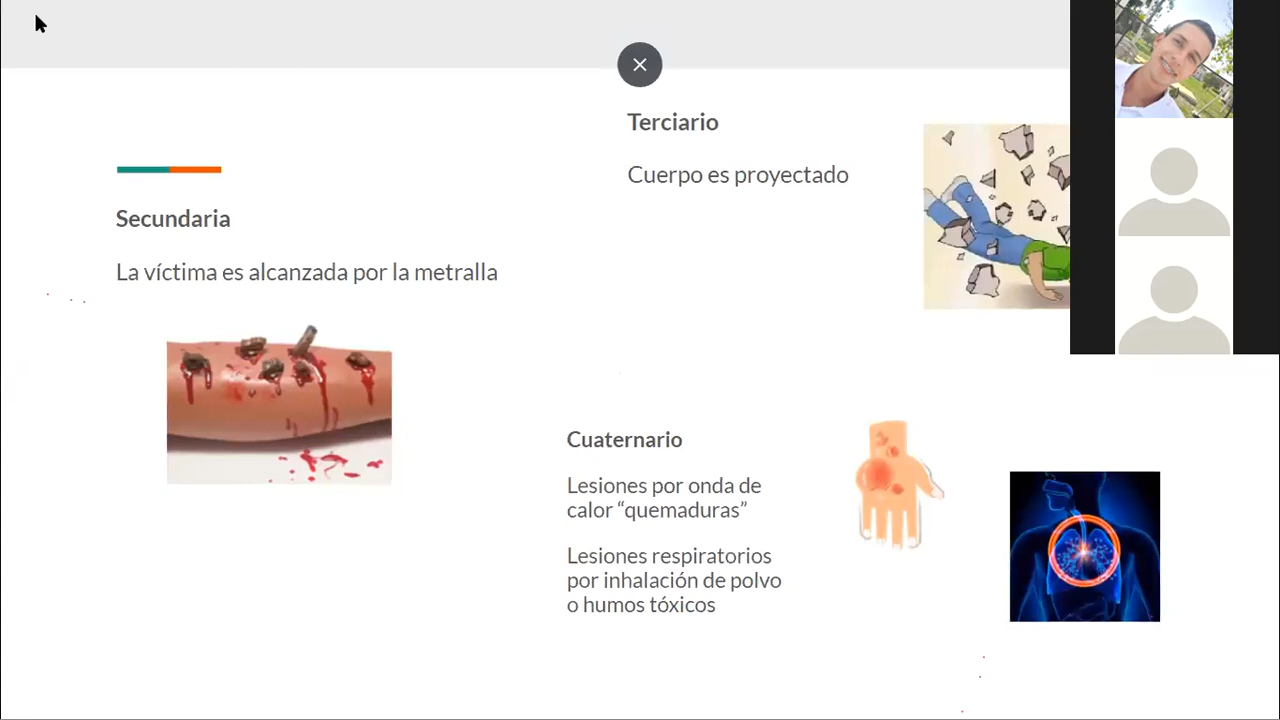 Secundaria
La víctima es alcanzada por la metralla
Terciario
Cuerpo es proyectado
Cuaternario
Lesiones por onda de
calor “quemaduras”
Lesiones respiratorios
por inhalación de polvo
o humos tóxicos